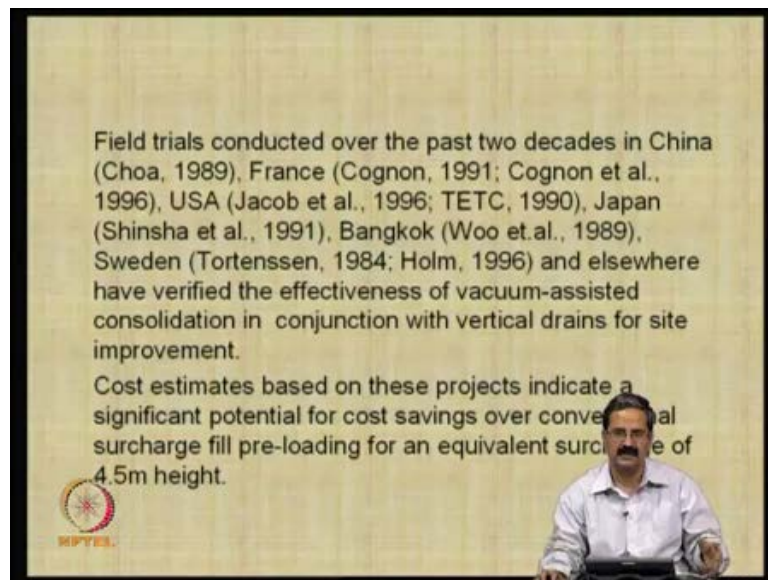 Field trials conducted over the past two decades in China
(Choa, 1989), France (Cognon, 1991; Cognon et al.,
1996), USA (Jacob et al., 1996; TETC, 1990), Japan
(Shinsha et al., 1991), Bangkok (Woo et.al., 1989),
Sweden (Tortenssen, 1984; Holm, 1996) and elsewhere
have verified the effectiveness of vacuum-assisted
consolidation in conjunction with vertical drains for site
improvement.
Cost estimates based on these projects indicate a
significant potential for cost savings over
surcharge fill pre-loading for an equivalent of
4.5m height.
NPTEL